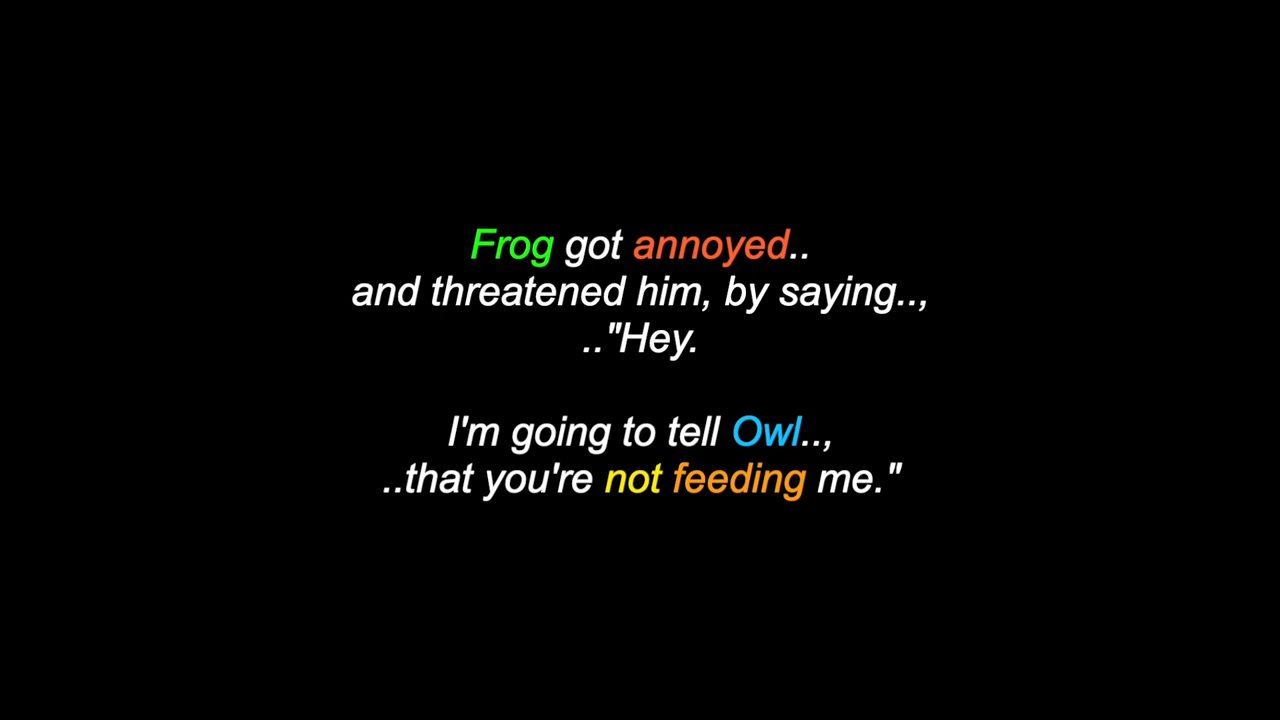 Frog got annoyed..
and threatened him, by saying..,
.."Hey.
I'm going to tell Owl..,
..that you're not feeding me."